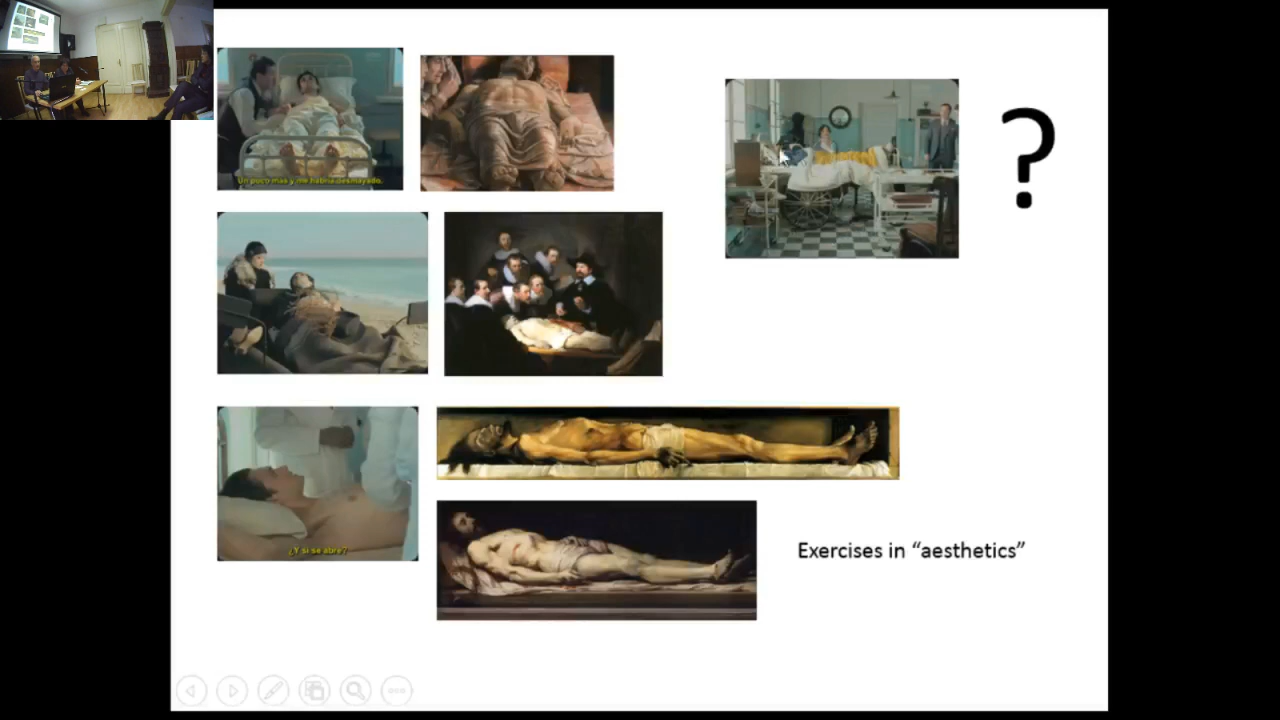 Un poco más y me habría desmayado.
?
¿Y si se abre?
Exercises in “aesthetics”